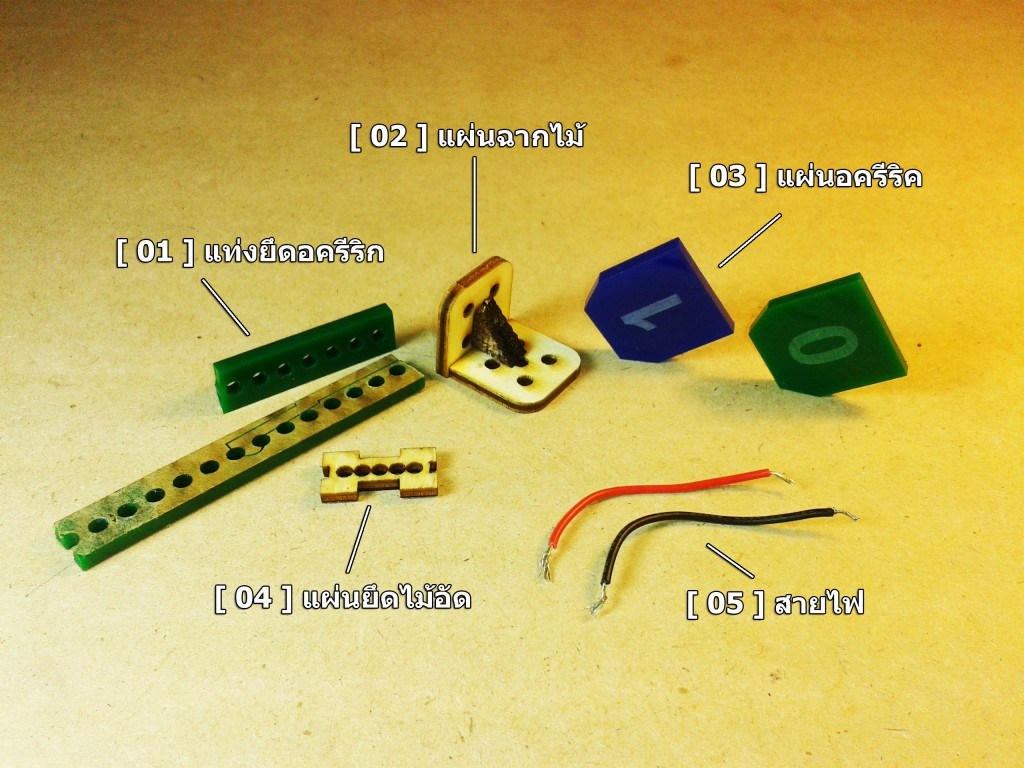 [ 02 ] แผ่นฉากไม้
[ 03 ] แผ่นอครีริค
[ 01 ] แท่งยึดอครีริก
1
0
[ 04 ] แผ่นยึดไม้อัด
[ 05 ] สายไฟ